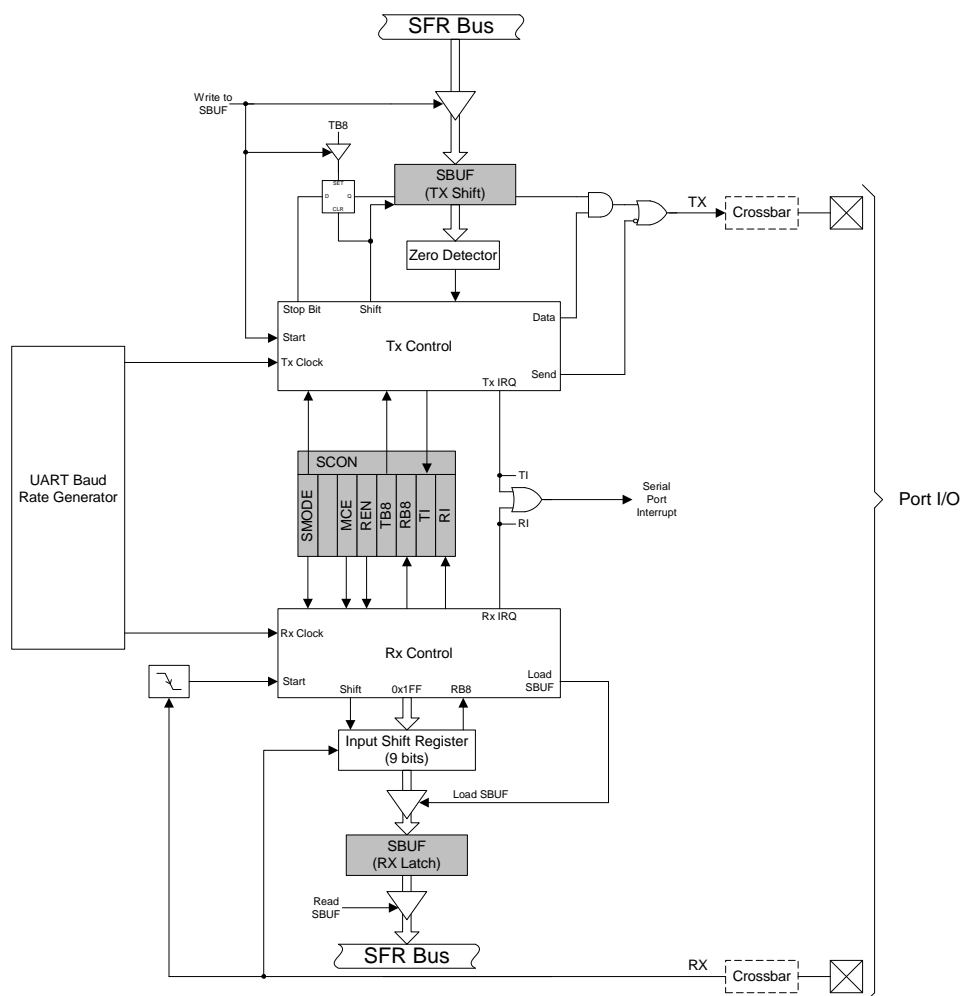 SFR Bus
Write to
SBUF
TB8
SET
D
Q
CLR
SBUF
(TX Shift)
TX
Crossbar
Zero Detector
Stop Bit
Shift
Data
Start
Tx Control
Tx Clock
Send
Tx IRQ
UART Baud
Rate Generator
SCON
SMODE
MCE
REN
TB8
RB8
TI
RI
TI
RI
Serial
Port
Interrupt
Port I/O
Rx IRQ
Rx Clock
Rx Control
Start
Load
SBUF
Shift
0x1FF
RB8
Input Shift Register
(9 bits)
Load SBUF
SBUF
(RX Latch)
Read
SBUF
SFR Bus
RX
Crossbar